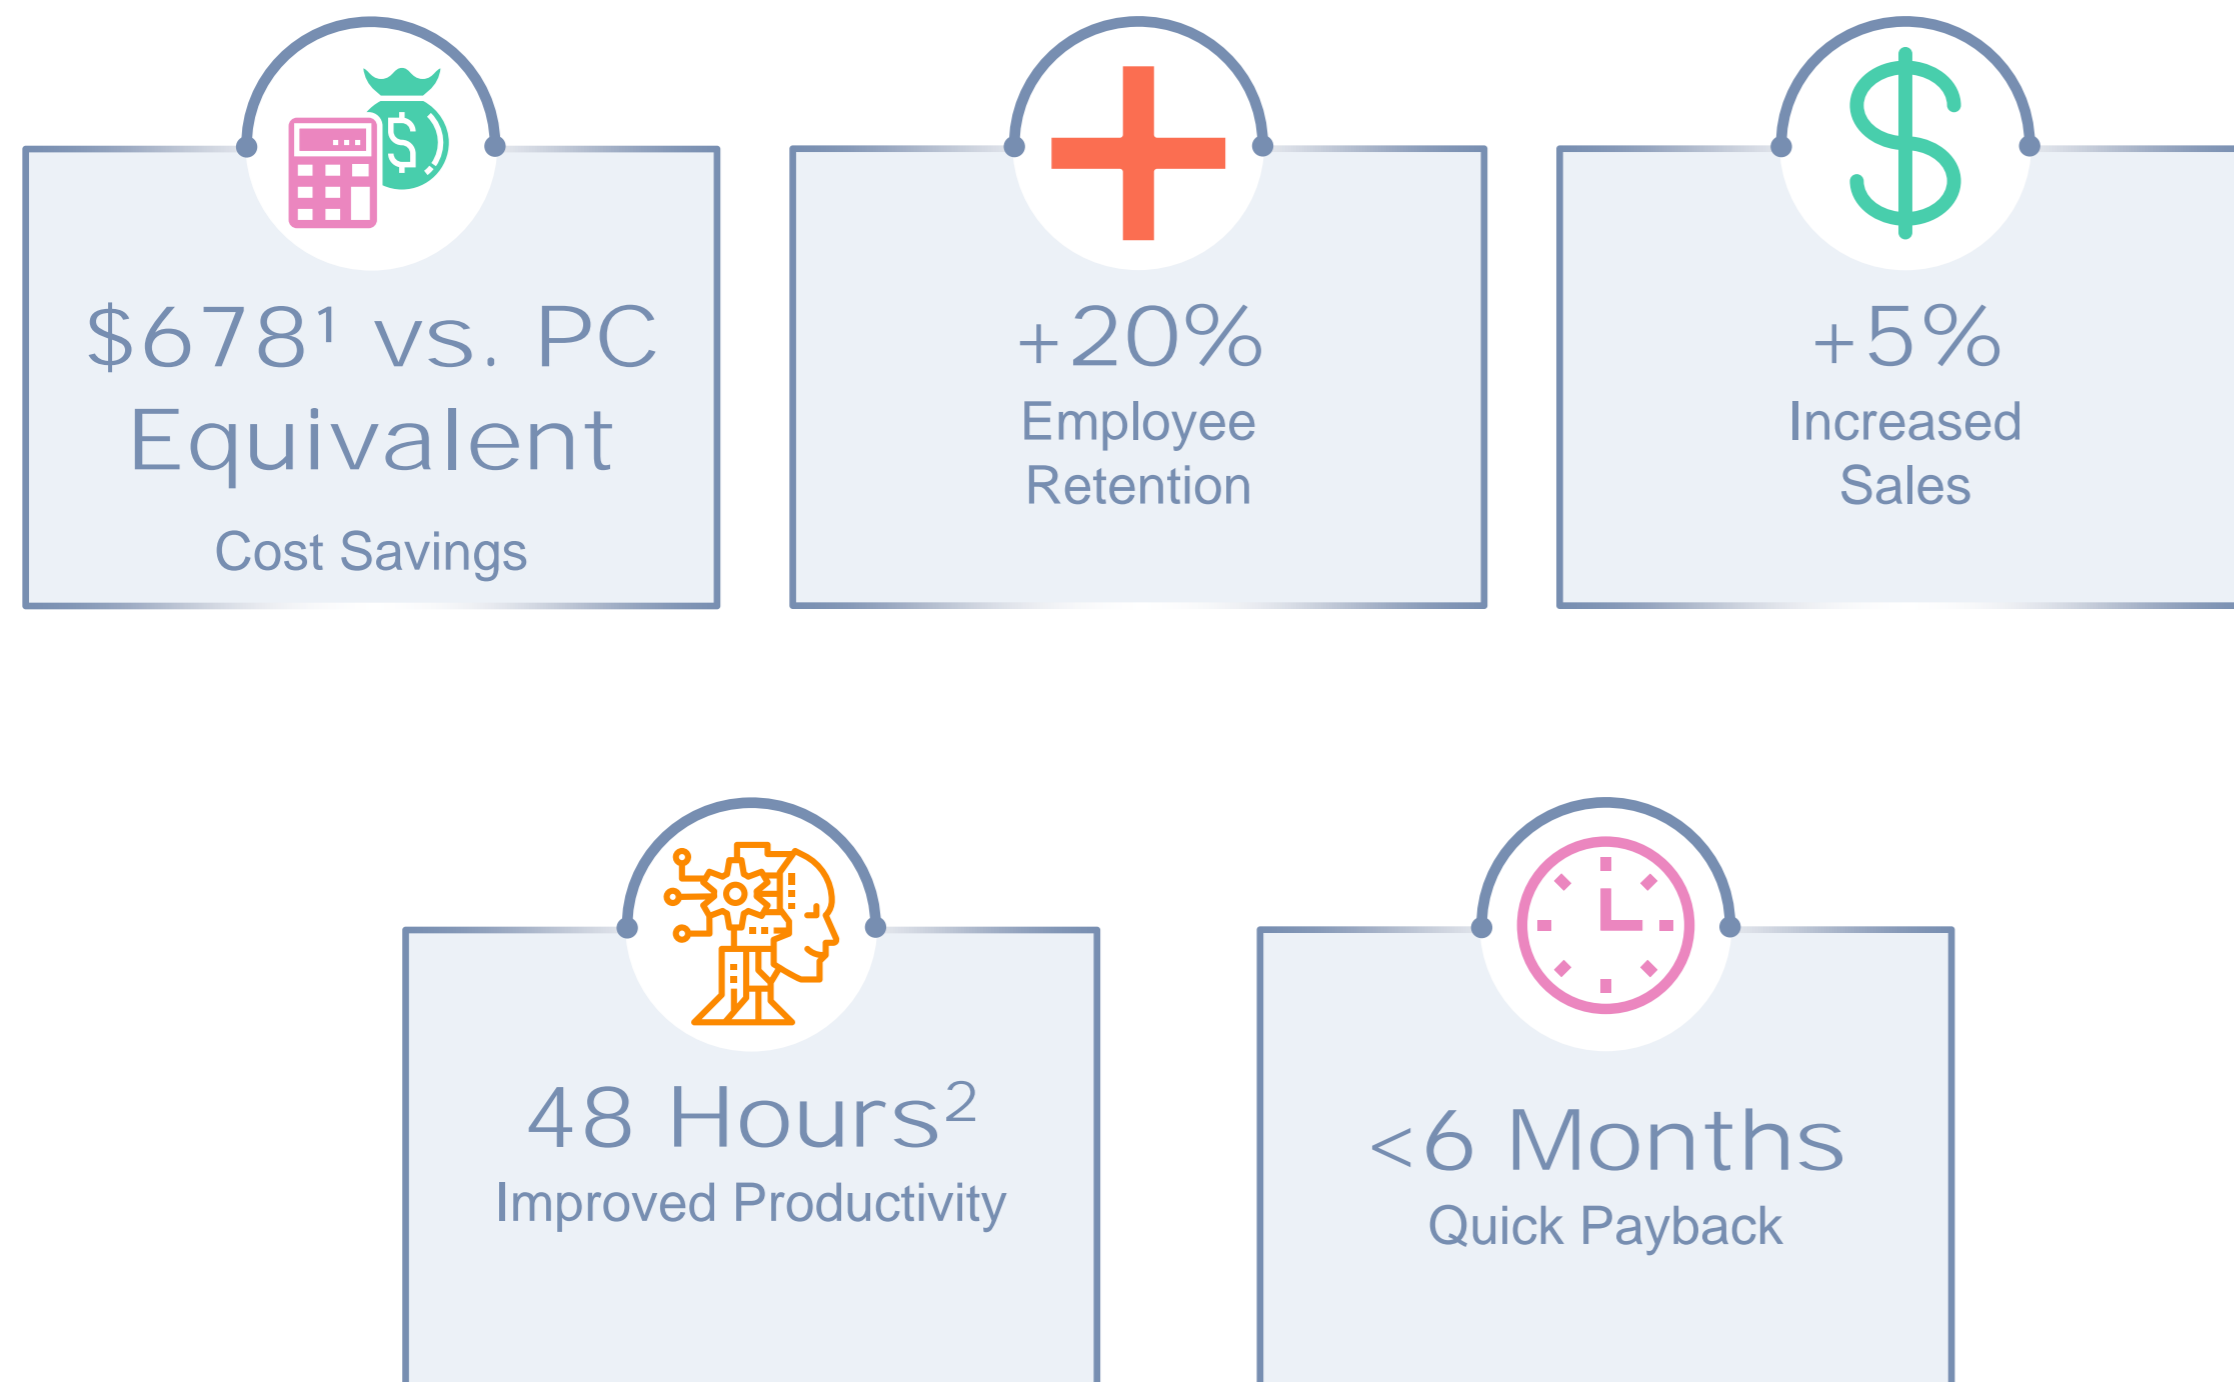 $678¹ vs. PC
Equivalent
Cost Savings
+20%
Employee
Retention
+5%
Increased
Sales
48 Hours²
Improved Productivity
<6 Months
Quick Payback